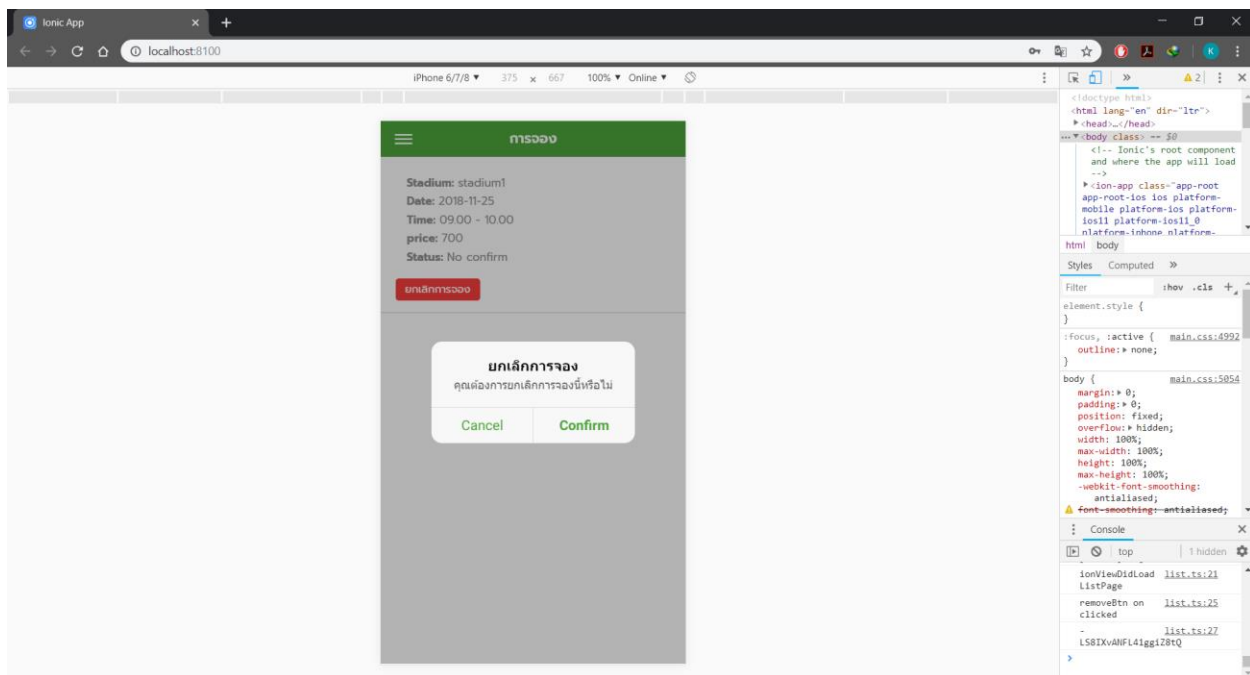 Ionic App
localhost:8100
K
iPhone 6/7/8 ▼ 375 x 667 100% ▼ Online ▼
การจอง
Stadium: stadium1
Date: 2018-11-25
Time: 09.00 - 10.00
price: 700
Status: No confirm
ยกเลิกการจอง
ยกเลิกการจอง
คุณต้องการยกเลิกการจองนี้หรือไม่
Cancel Confirm
» 2
<!doctype html>
<html lang="en" dir="ltr">
<head>…</head>
… ▼<body class> == $0
<!-- Ionic's root component
and where the app will load
-->
<ion-app class="app-root
app-root-ios ios platform-
mobile platform-ios platform-
ios11 platform-ios11_0
platform-iphone platform-
html body
Styles Computed »
Filter :hov .cls +
element.style {
}
:focus, :active { main.css:4992
outline: none;
}
body { main.css:5054
margin: 0;
padding: 0;
position: fixed;
overflow: hidden;
width: 100%;
max-width: 100%;
height: 100%;
max-height: 100%;
-webkit-font-smoothing:
antialiased;
font-smoothing: antialiased;
Console
top 1 hidden
ionViewDidLoad list.ts:21
ListPage
removeBtn on list.ts:25
clicked
- list.ts:27
LS8IXvANFL41ggiZ8tQ
>